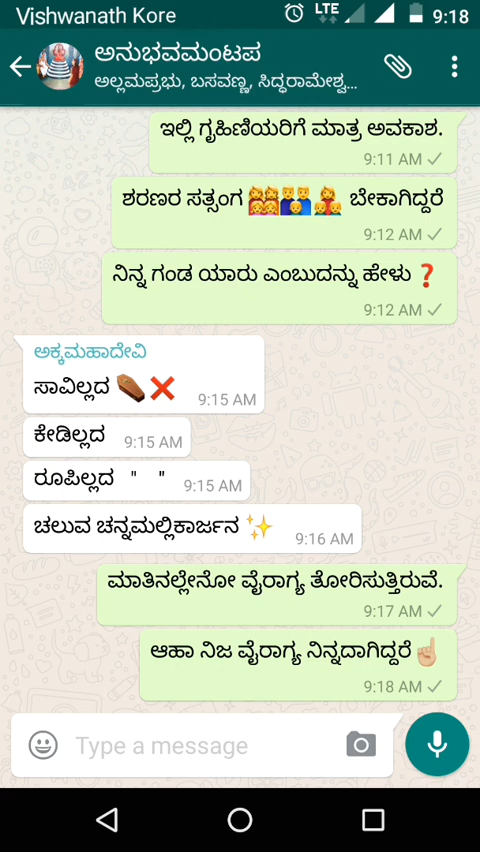 Vishwanath Kore LTE 9:18
ಅನುಭವಮಂಟಪ
ಅಲ್ಲಮಪ್ರಭು, ಬಸವಣ್ಣ, ಸಿದ್ಧರಾಮೇಶ್ವ...
ಇಲ್ಲಿ ಗೃಹಿಣಿಯರಿಗೆ ಮಾತ್ರ ಅವಕಾಶ.
9:11 AM
ಶರಣರ ಸತ್ಸಂಗ 👩‍👩‍👧‍👧👨‍👨‍👦👩‍👦‍👦 ಬೇಕಾಗಿದ್ದರೆ
9:12 AM
ನಿನ್ನ ಗಂಡ ಯಾರು ಎಂಬುದನ್ನು ಹೇಳು ❓
9:12 AM
ಅಕ್ಕಮಹಾದೇವಿ
ಸಾವಿಲ್ಲದ ⚰️❌ 9:15 AM
ಕೇಡಿಲ್ಲದ 9:15 AM
ರೂಪಿಲ್ಲದ " " 9:15 AM
ಚಲುವ ಚನ್ನಮಲ್ಲಿಕಾರ್ಜನ ✨ 9:16 AM
ಮಾತಿನಲ್ಲೇನೋ ವೈರಾಗ್ಯ ತೋರಿಸುತ್ತಿರುವೆ.
9:17 AM
ಆಹಾ ನಿಜ ವೈರಾಗ್ಯ ನಿನ್ನದಾಗಿದ್ದರೆ☝🏼
9:18 AM
Type a message